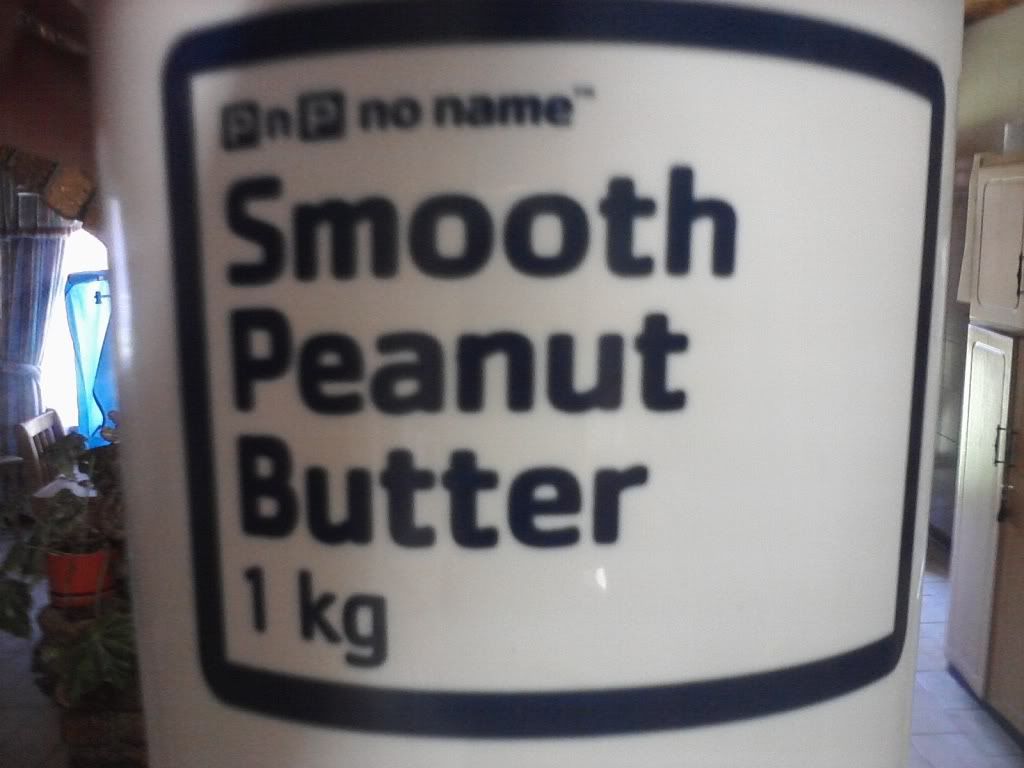 PnP no name™
Smooth
Peanut
Butter
1 kg